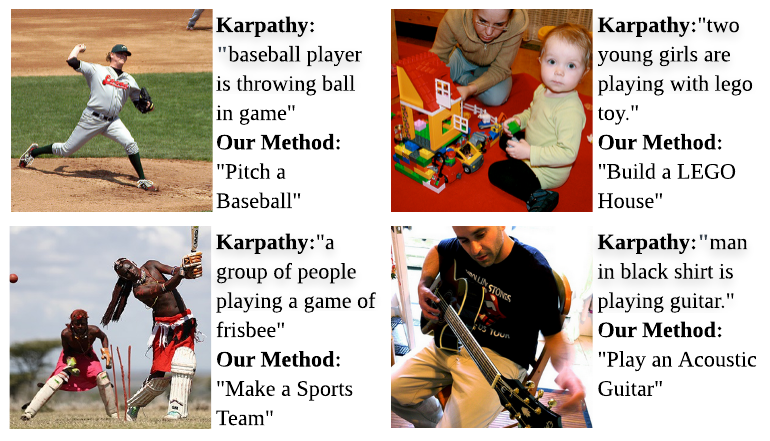 Karpathy:
"baseball player
is throwing ball
in game"
Our Method:
"Pitch a
Baseball"
Karpathy:"two
young girls are
playing with lego
toy."
Our Method:
"Build a LEGO
House"
Karpathy:"a
group of people
playing a game of
frisbee"
Our Method:
"Make a Sports
Team"
Karpathy:"man
in black shirt is
playing guitar."
Our Method:
"Play an Acoustic
Guitar"